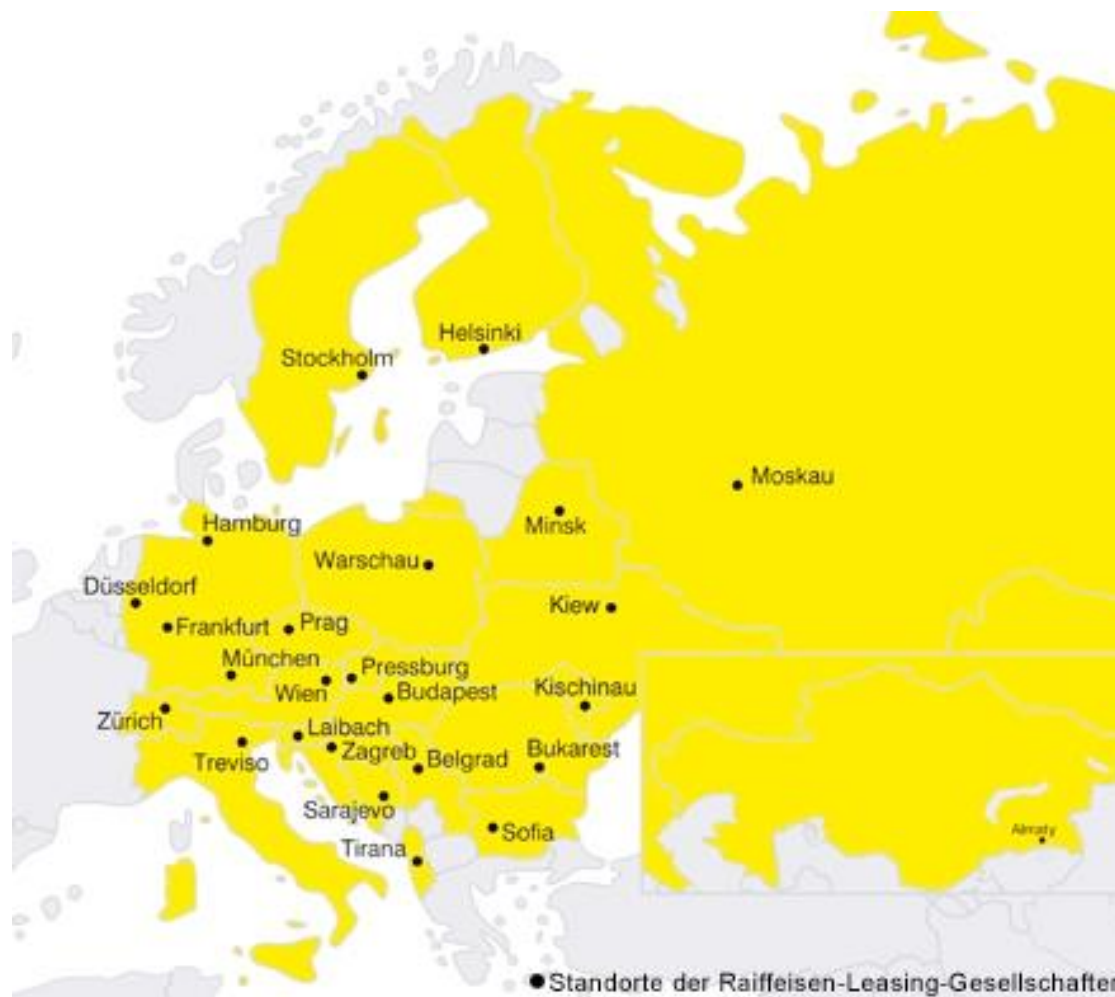 Helsinki
Stockholm
Moskau
Minsk
Hamburg
Warschau
Düsseldorf
Kiew
Frankfurt
Prag
München
Pressburg
Wien
Budapest
Kischinau
Zürich
Laibach
Treviso
Zagreb
Belgrad
Bukarest
Sarajevo
Sofia
Almaty
Tirana
Standorte der Raiffeisen-Leasing-Gesellschaften